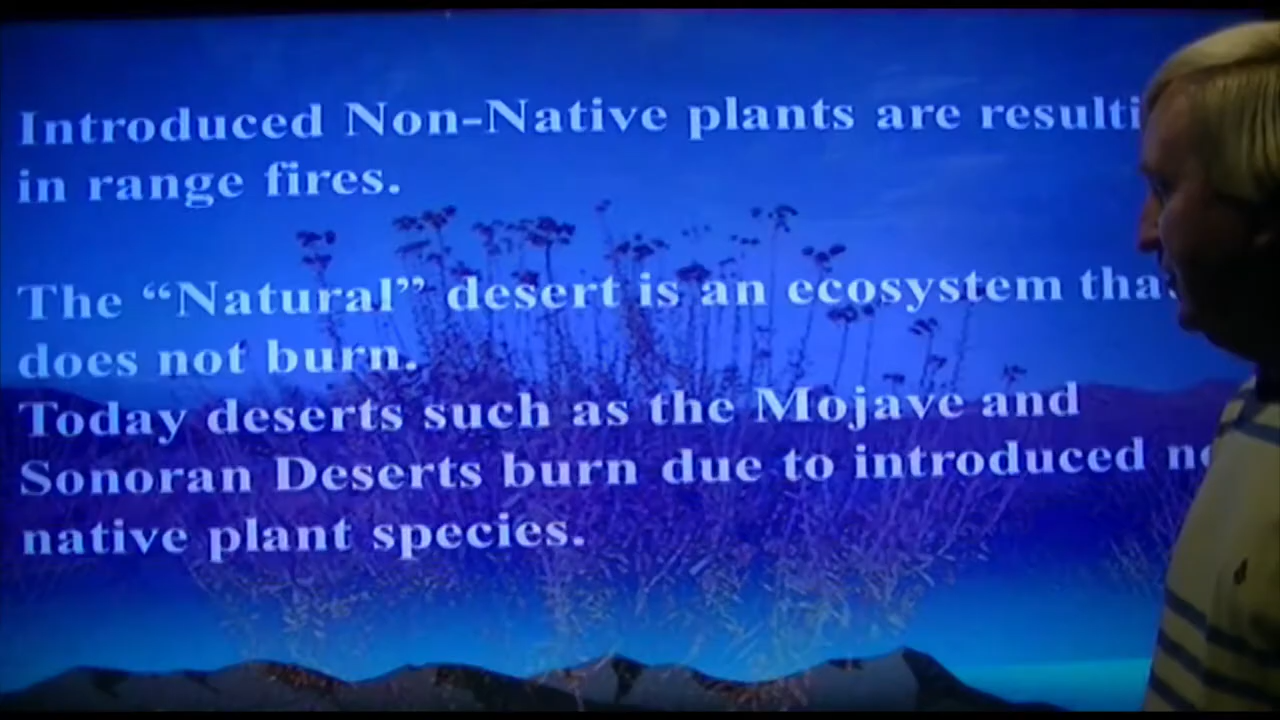 Introduced Non-Native plants are resulti
in range fires.
The “Natural” desert is an ecosystem tha
does not burn.
Today deserts such as the Mojave and
Sonoran Deserts burn due to introduced
native plant species.